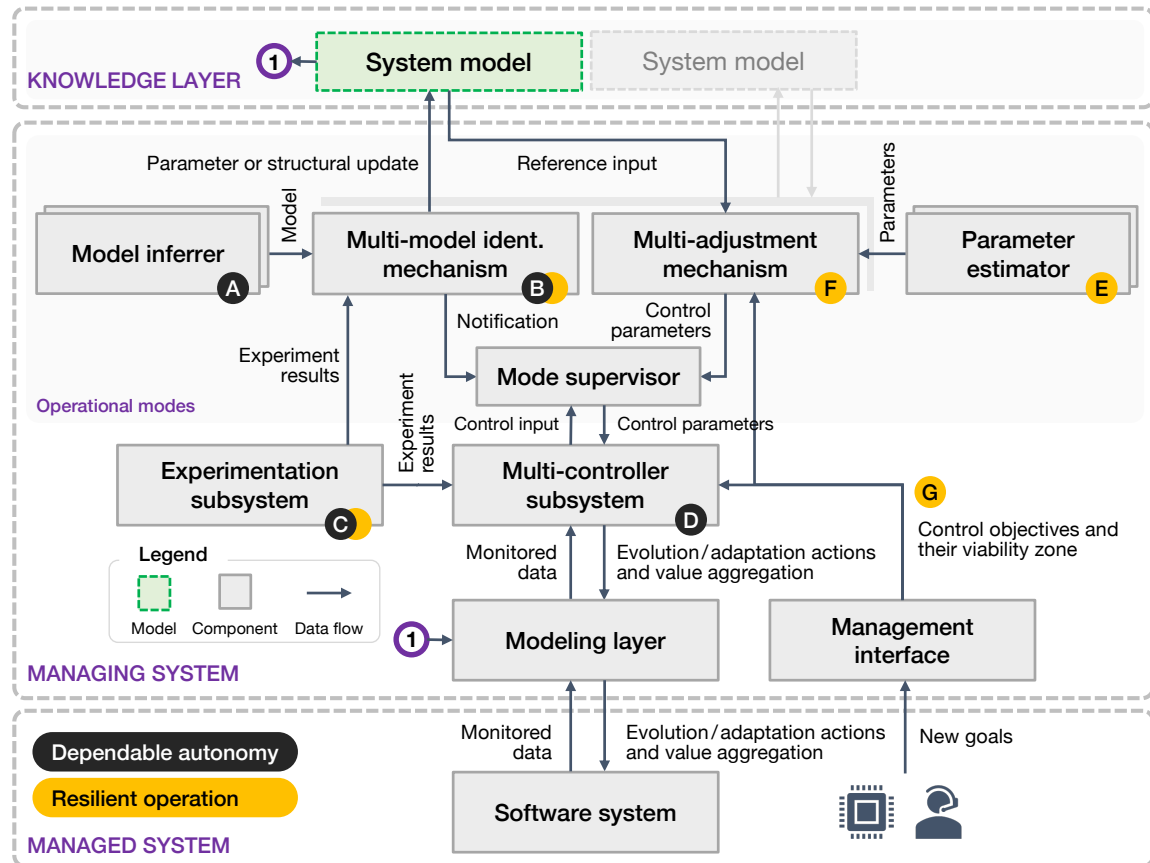 1
System model
System model
KNOWLEDGE LAYER
Parameter or structural update
Reference input
Model
Parameters
Model inferrer
A
Multi-model ident.
mechanism
B
Multi-adjustment
mechanism
F
Parameter
estimator
E
Notification
Control
parameters
Experiment
results
Mode supervisor
Operational modes
Experiment
results
Control input
Control parameters
Experimentation
subsystem
C
Multi-controller
subsystem
D
G
Control objectives and
their viability zone
Legend
Model
Component
Data flow
Monitored
data
Evolution/adaptation actions
and value aggregation
1
Modeling layer
Management
interface
MANAGING SYSTEM
Dependable autonomy
Resilient operation
Monitored
data
Evolution/adaptation actions
and value aggregation
New goals
Software system
MANAGED SYSTEM